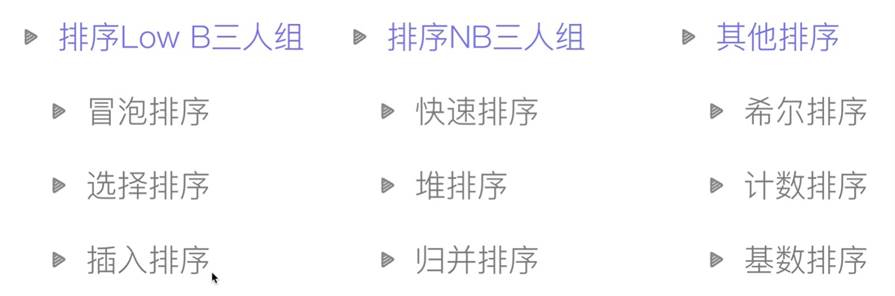 排序Low B三人组
冒泡排序
选择排序
插入排序
排序NB三人组
快速排序
堆排序
归并排序
其他排序
希尔排序
计数排序
基数排序